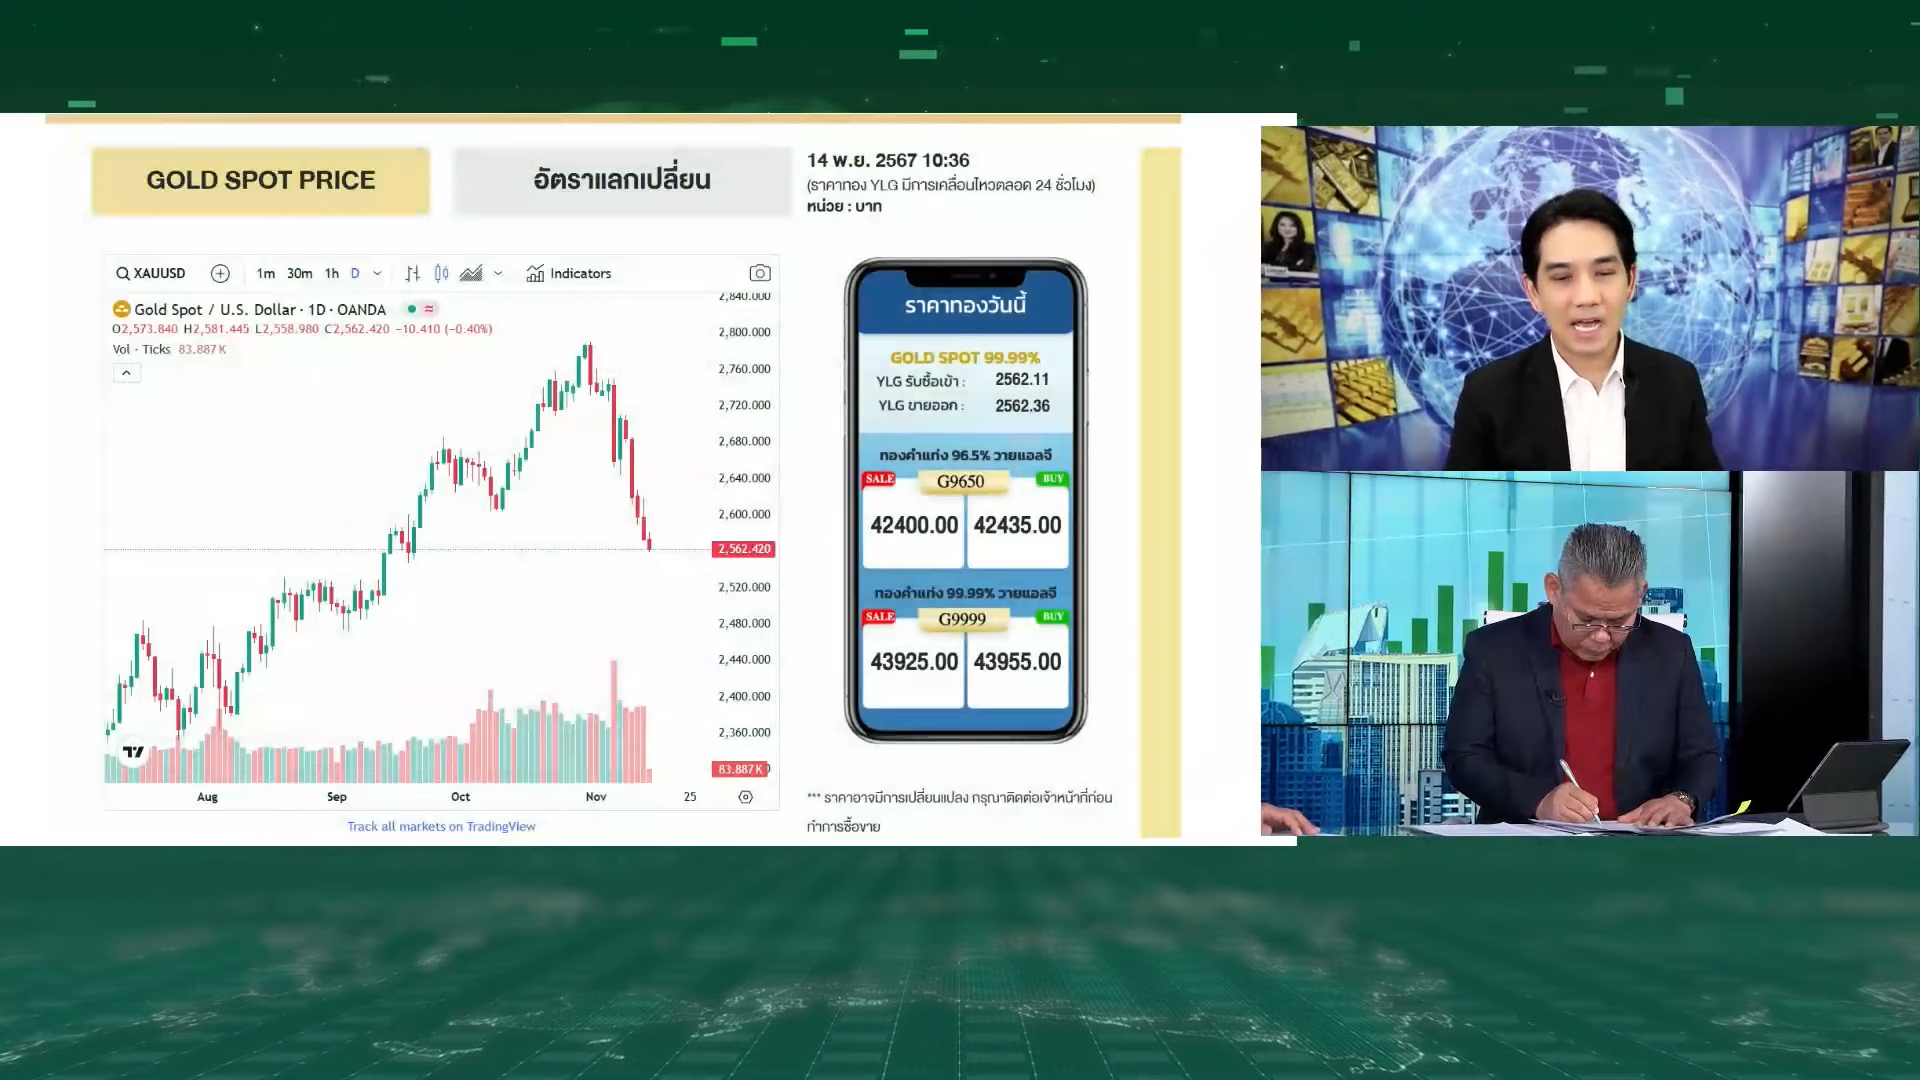 GOLD SPOT PRICE
อัตราแลกเปลี่ยน
14 พ.ย. 2567 10:36
(ราคาทอง YLG มีการเคลื่อนไหวตลอด 24 ชั่วโมง)
หน่วย : บาท
XAUUSD
1m 30m 1h D
Indicators
Gold Spot / U.S. Dollar · 1D · OANDA
O2,573.840 H2,581.445 L2,558.980 C2,562.420 −10.410 (−0.40%)
Vol · Ticks 83.887K
2,840.000
2,800.000
2,760.000
2,720.000
2,680.000
2,640.000
2,600.000
2,562.420
2,520.000
2,480.000
2,440.000
2,400.000
2,360.000
83.887K
Aug Sep Oct Nov 25
Track all markets on TradingView
ราคาทองวันนี้
GOLD SPOT 99.99%
YLG รับซื้อเข้า : 2562.11
YLG ขายออก : 2562.36
ทองคำแท่ง 96.5% วายแอลจี
SALE G9650 BUY
42400.00 42435.00
ทองคำแท่ง 99.99% วายแอลจี
SALE G9999 BUY
43925.00 43955.00
*** ราคาอาจมีการเปลี่ยนแปลง กรุณาติดต่อเจ้าหน้าที่ก่อน
ทำการซื้อขาย